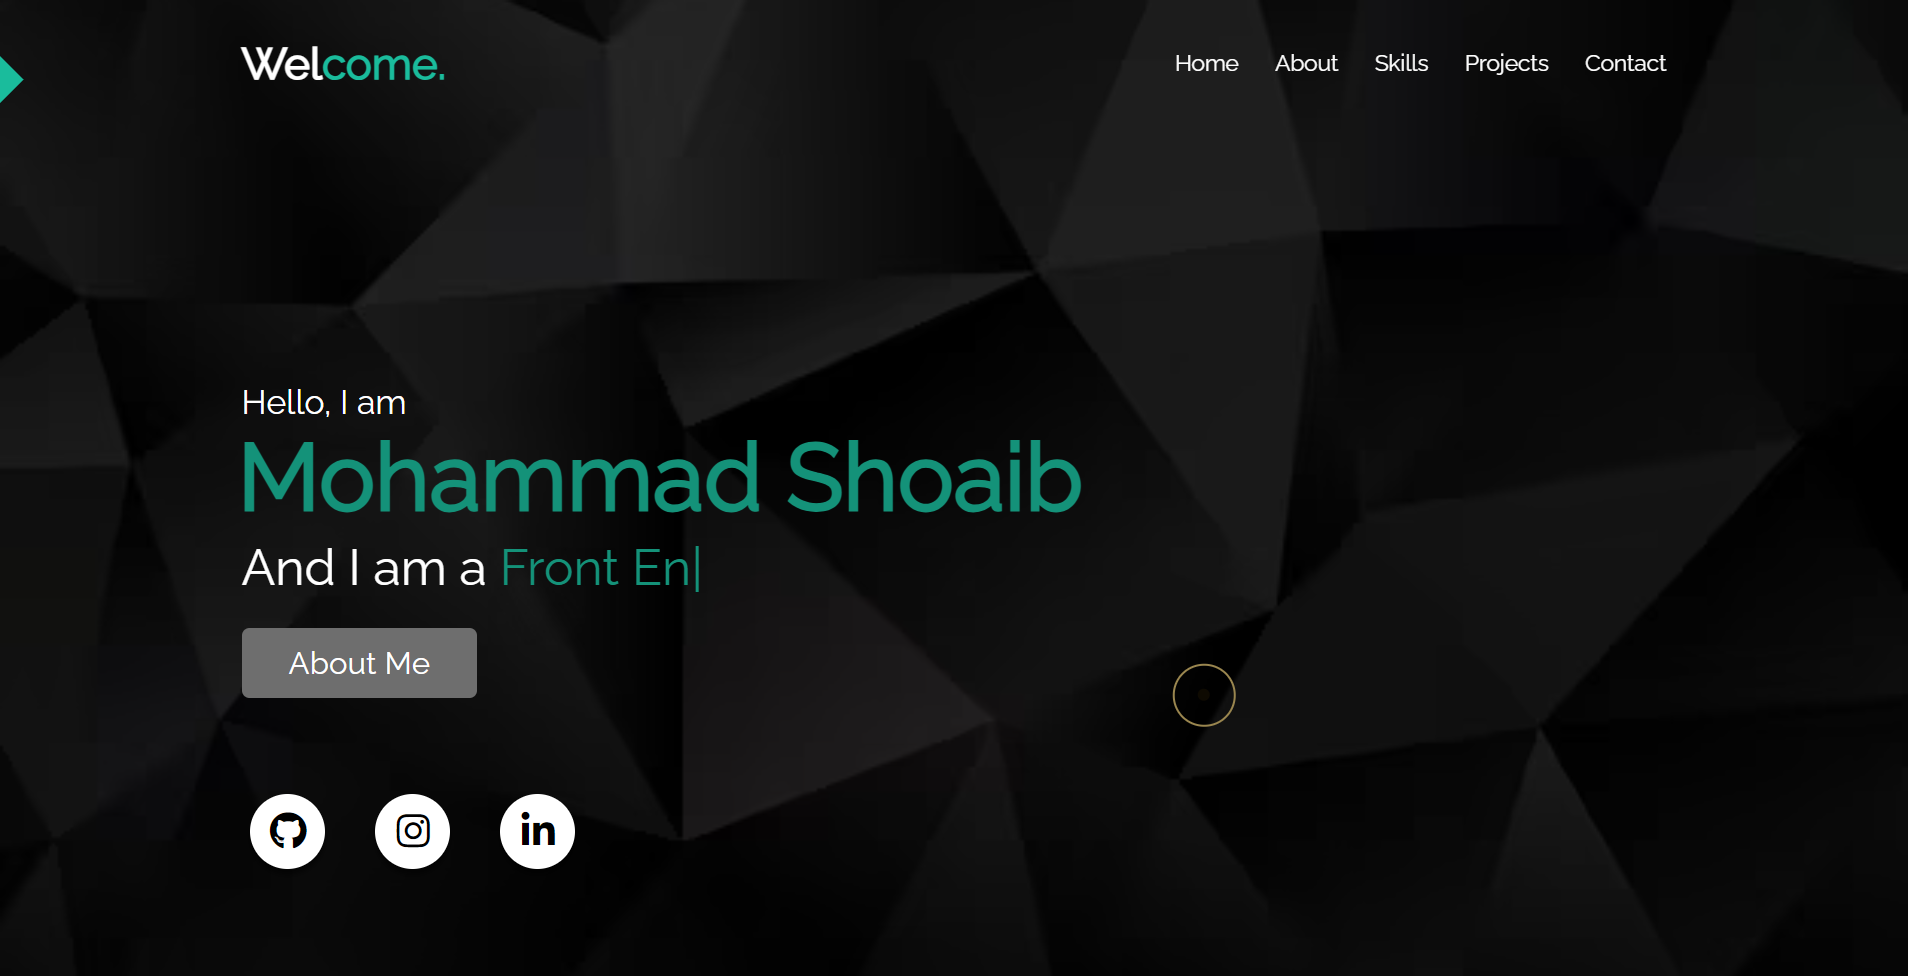 Welcome.
Home About Skills Projects Contact
Hello, I am
Mohammad Shoaib
And I am a Front En|
About Me
in